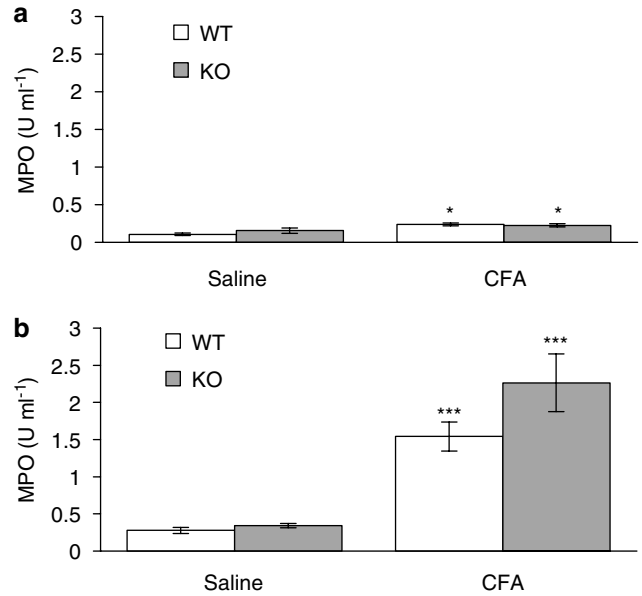 a
3
2.5
2
1.5
1
0.5
0
MPO (U ml⁻¹)
WT
KO
* *
Saline CFA
b
3
2.5
2
1.5
1
0.5
0
MPO (U ml⁻¹)
WT
KO
***
***
Saline CFA